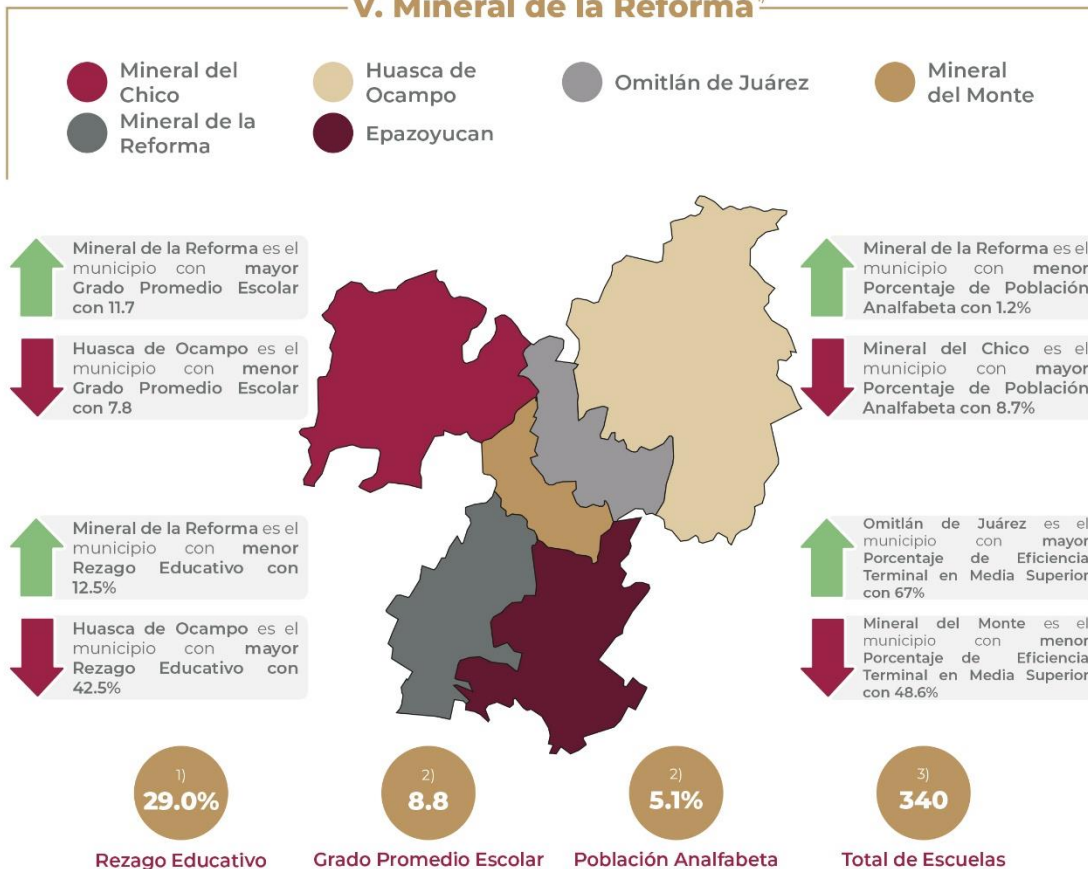 V. Mineral de la Reforma
Mineral del
Chico
Huasca de
Ocampo
Omitlán de Juárez
Mineral
del Monte
Mineral de la
Reforma
Epazoyucan
Mineral de la Reforma es el
municipio con mayor
Grado Promedio Escolar
con 11.7
Huasca de Ocampo es el
municipio con menor
Grado Promedio Escolar
con 7.8
Mineral de la Reforma es el
municipio con menor
Porcentaje de Población
Analfabeta con 1.2%
Mineral del Chico es el
municipio con mayor
Porcentaje de Población
Analfabeta con 8.7%
Mineral de la Reforma es el
municipio con menor
Rezago Educativo con
12.5%
Huasca de Ocampo es el
municipio con mayor
Rezago Educativo con
42.5%
Omitlán de Juárez es el
municipio con mayor
Porcentaje de Eficiencia
Terminal en Media Superior
con 67%
Mineral del Monte es el
municipio con menor
Porcentaje de Eficiencia
Terminal en Media Superior
con 48.6%
1)
29.0%
Rezago Educativo
2)
8.8
Grado Promedio Escolar
2)
5.1%
Población Analfabeta
3)
340
Total de Escuelas